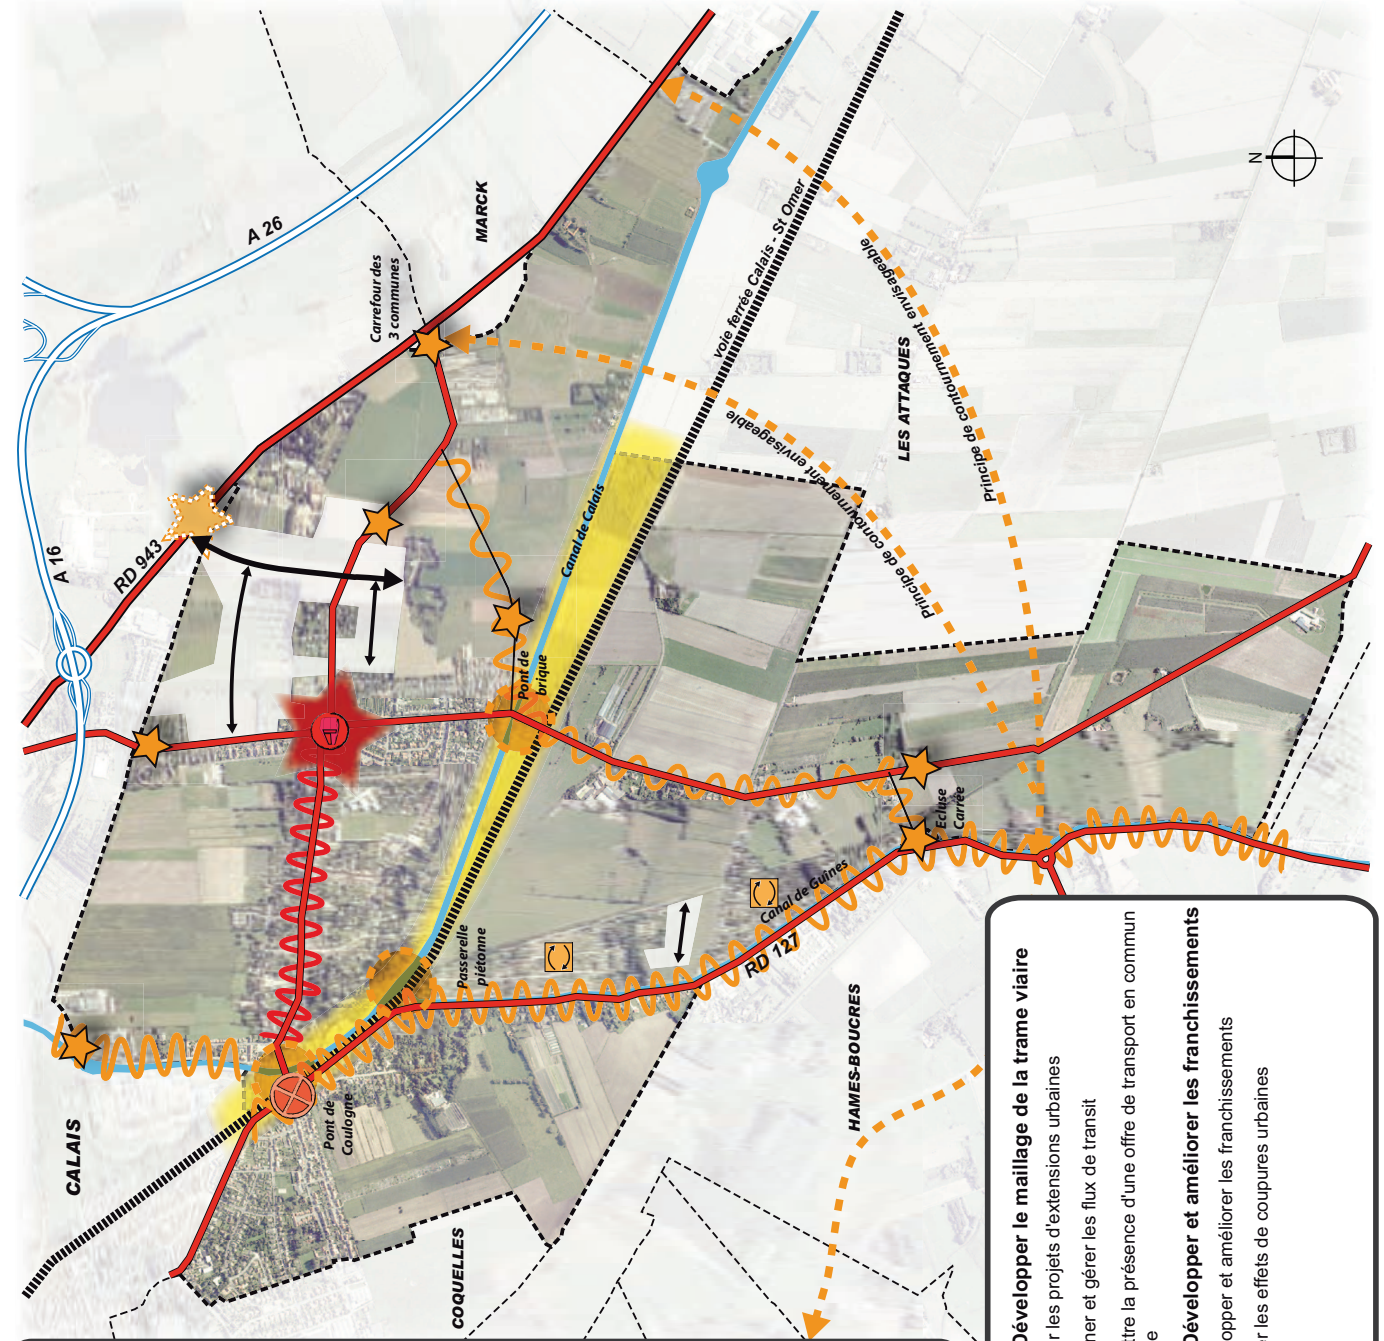 A 26
MARCK
Carrefour des
3 communes
A 16
RD 943
N
voie ferrée Calais - St Omer
Principe de contournement envisageable
LES ATTAQUES
Principe de contournement envisageable
Canal de Calais
Pont de
brique
Ecluse
Carrée
Canal de Guînes
RD 127
Passerelle
piétonne
Pont de
Coulogne
CALAIS
HAMES-BOUCRES
COQUELLES
Développer le maillage de la trame viaire
les projets d'extensions urbaines
et gérer les flux de transit
la présence d'une offre de transport en commun
Développer et améliorer les franchissements
et améliorer les franchissements
les effets de coupures urbaines